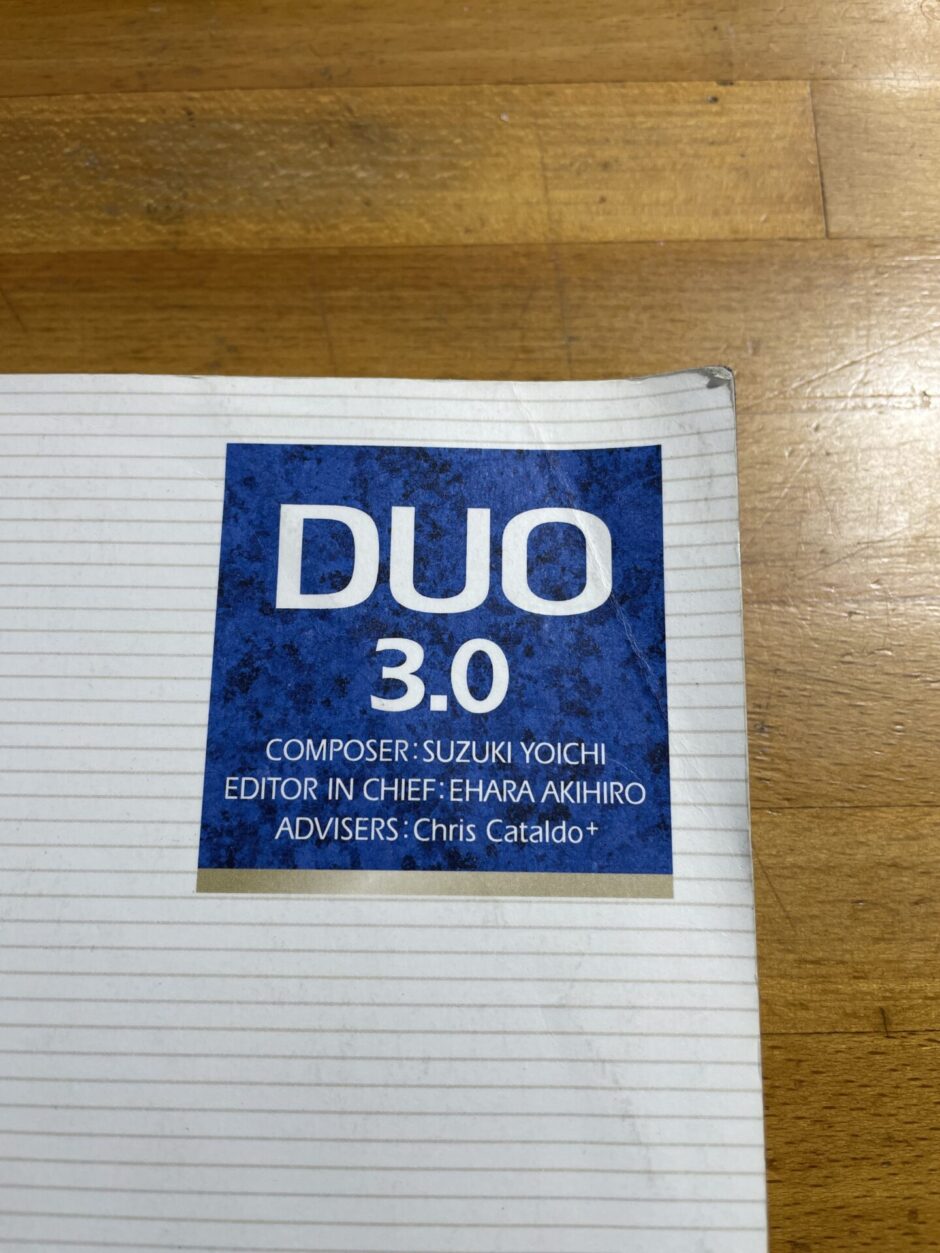 DUO
3.0
COMPOSER:SUZUKI YOICHI
EDITOR IN CHIEF:EHARA AKIHIRO
ADVISERS:Chris Cataldo+